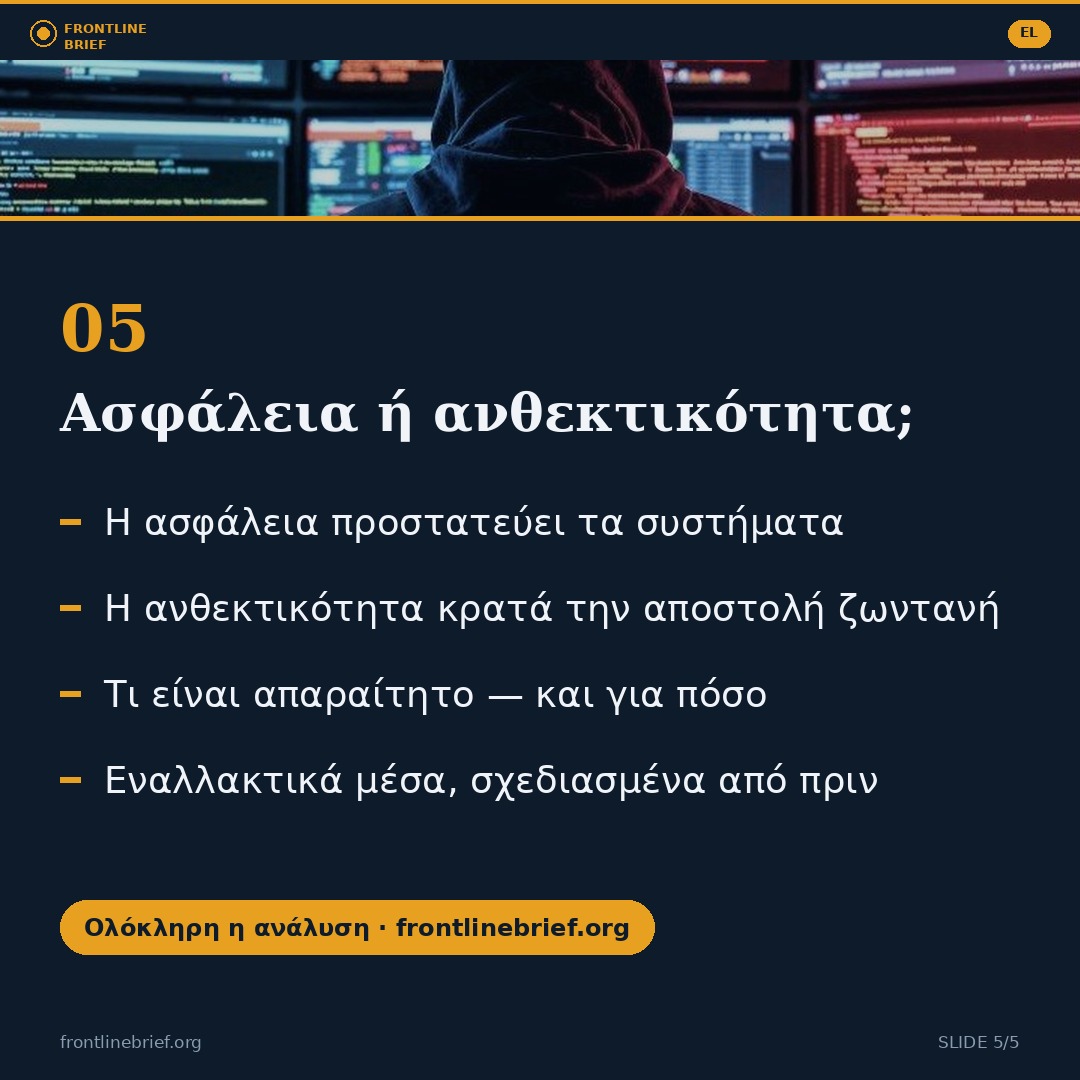 FRONTLINE
BRIEF
EL
05
Ασφάλεια ή ανθεκτικότητα;
Η ασφάλεια προστατεύει τα συστήματα
Η ανθεκτικότητα κρατά την αποστολή ζωντανή
Τι είναι απαραίτητο — και για πόσο
Εναλλακτικά μέσα, σχεδιασμένα από πριν
Ολόκληρη η ανάλυση · frontlinebrief.org
frontlinebrief.org
SLIDE 5/5